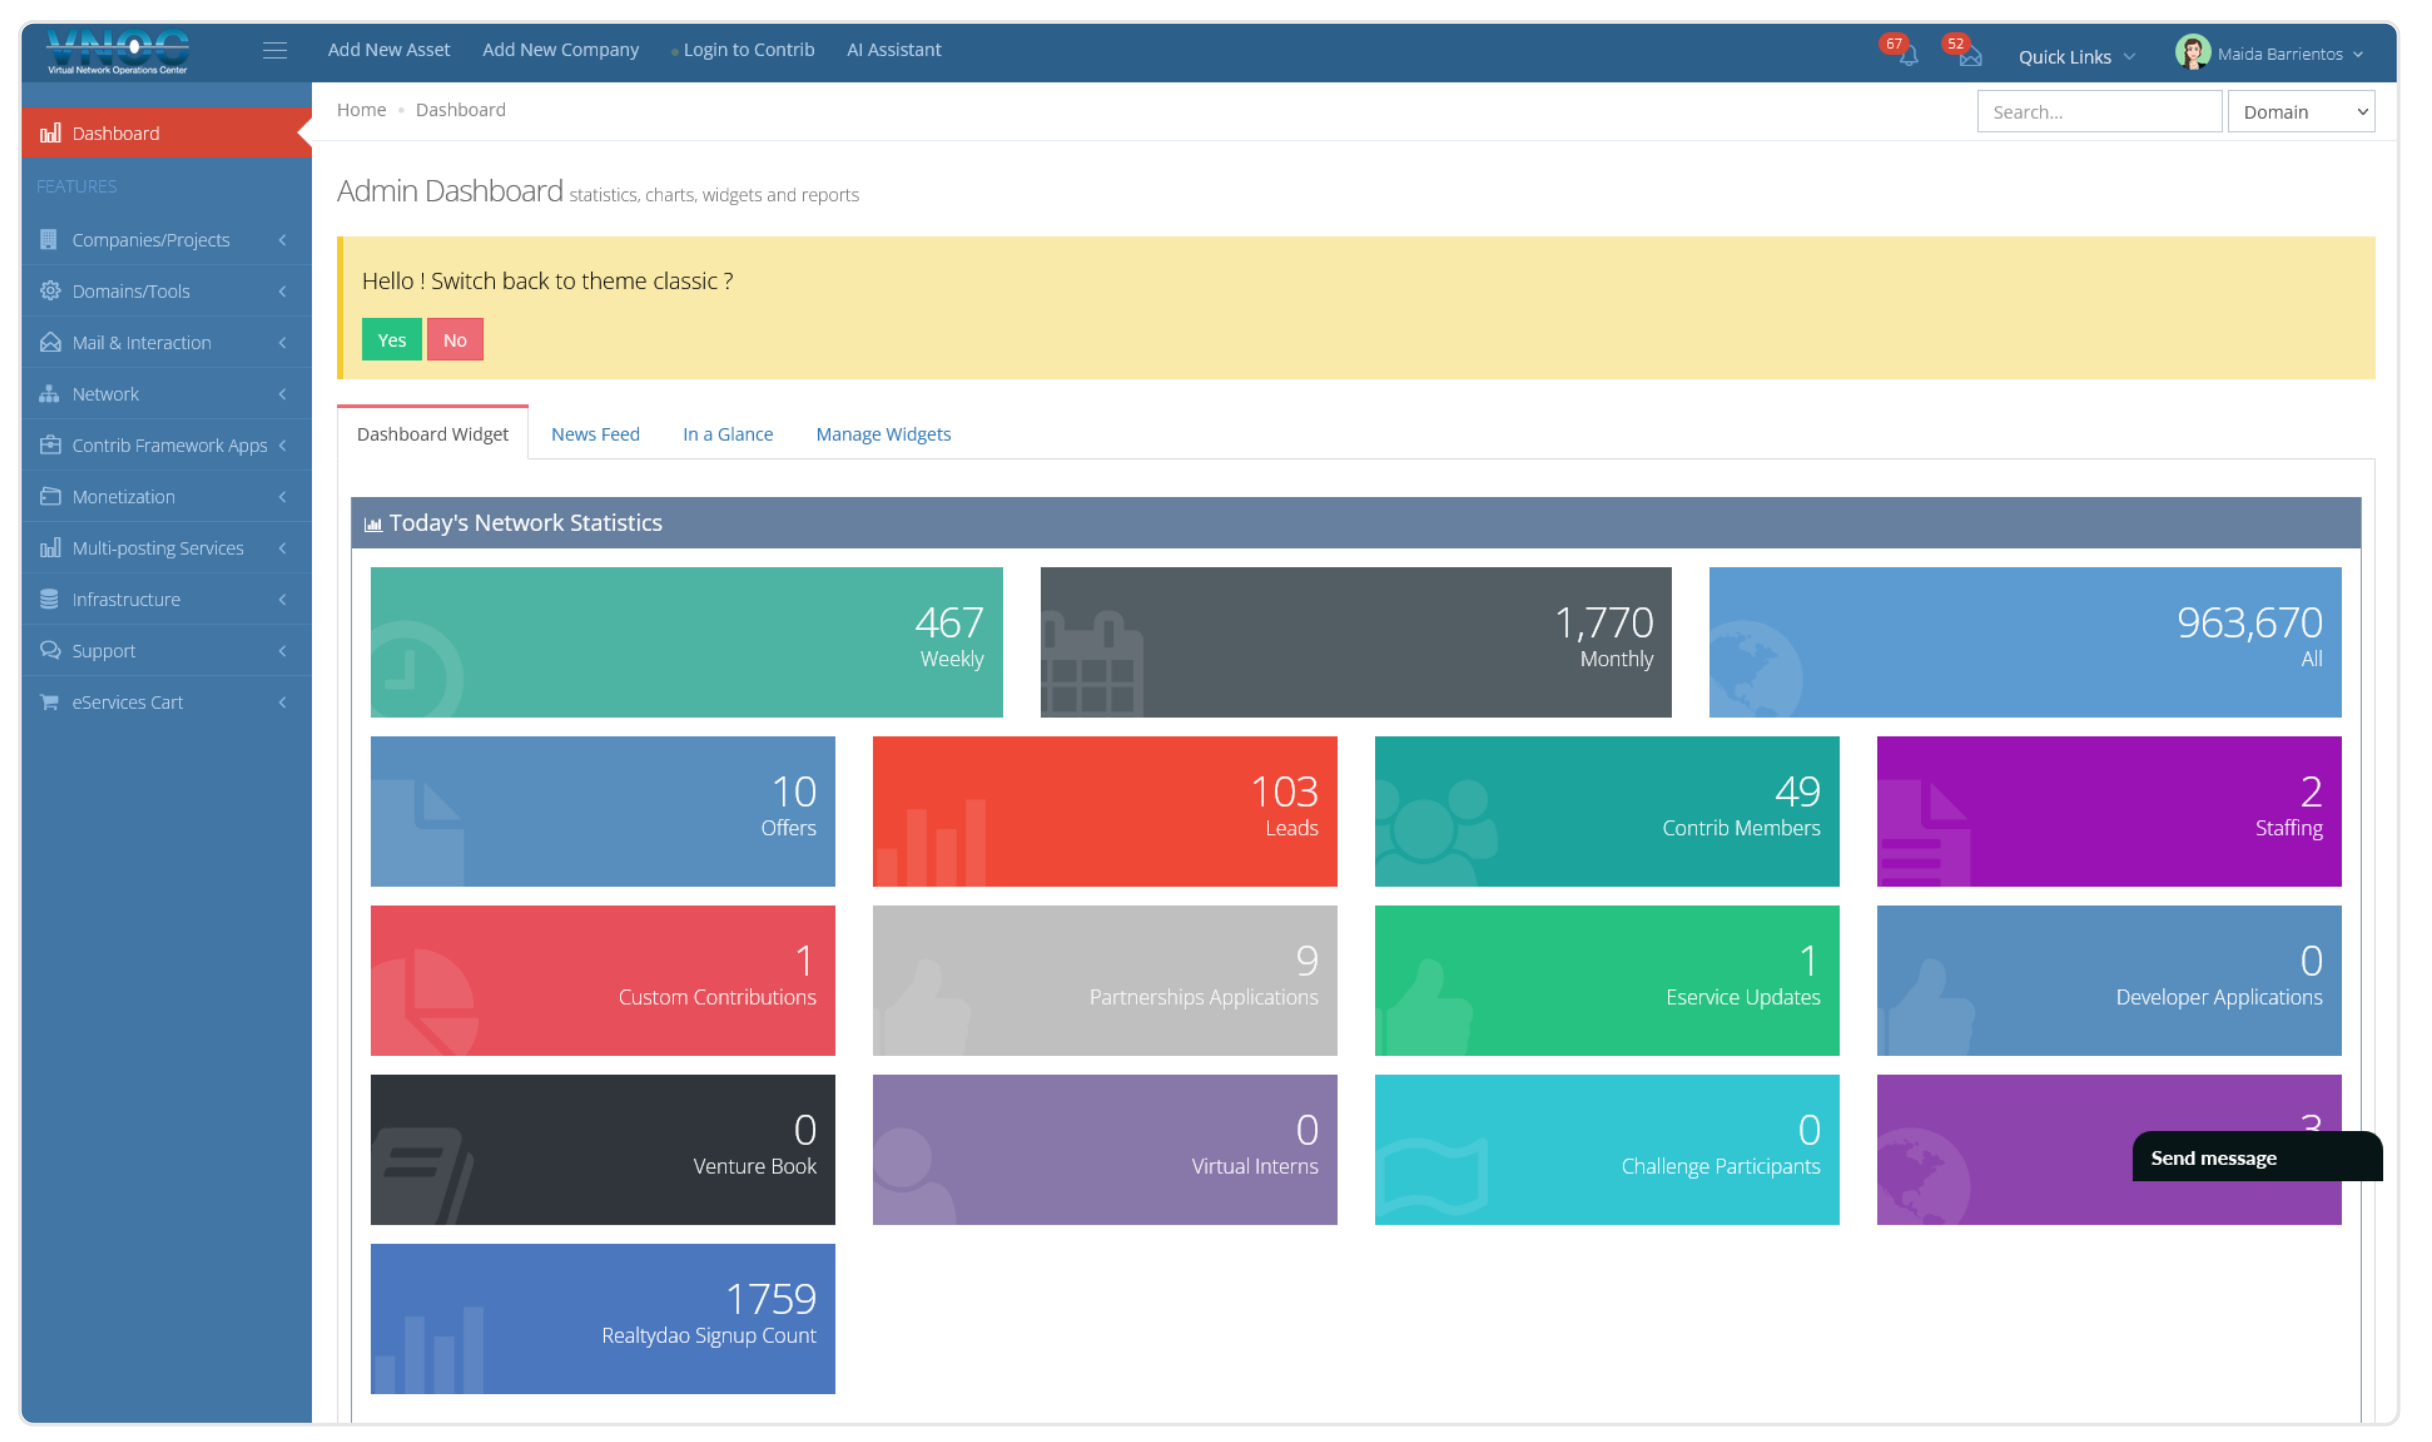 VNOC
Virtual Network Operations Center
Add New Asset
Add New Company
Login to Contrib
AI Assistant
67
52
Quick Links
Maida Barrientos
Home • Dashboard
Search...
Domain
Dashboard
FEATURES
Companies/Projects
Domains/Tools
Mail & Interaction
Network
Contrib Framework Apps
Monetization
Multi-posting Services
Infrastructure
Support
eServices Cart
Admin Dashboard statistics, charts, widgets and reports
Hello ! Switch back to theme classic ?
Yes
No
Dashboard Widget
News Feed
In a Glance
Manage Widgets
Today's Network Statistics
467
Weekly
1,770
Monthly
963,670
All
10
Offers
103
Leads
49
Contrib Members
2
Staffing
1
Custom Contributions
9
Partnerships Applications
1
Eservice Updates
0
Developer Applications
0
Venture Book
0
Virtual Interns
0
Challenge Participants
Send message
1759
Realtydao Signup Count